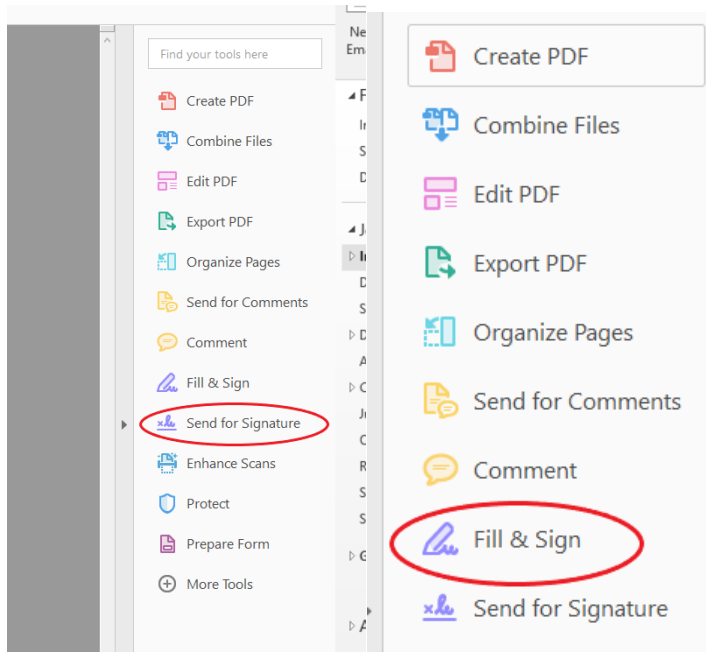 Find your tools here
Create PDF
Combine Files
Edit PDF
Export PDF
Organize Pages
Send for Comments
Comment
Fill & Sign
Send for Signature
Enhance Scans
Protect
Prepare Form
More Tools
Create PDF
Combine Files
Edit PDF
Export PDF
Organize Pages
Send for Comments
Comment
Fill & Sign
Send for Signature